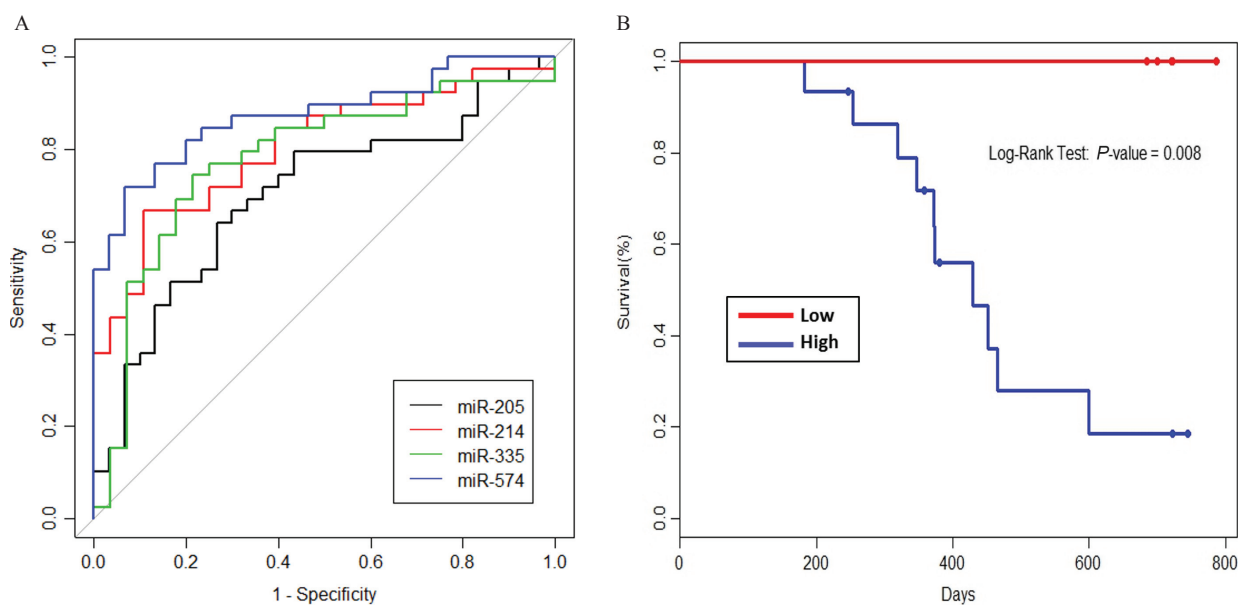 A
Sensitivity
1.0
0.8
0.6
0.4
0.2
0.0
0.0 0.2 0.4 0.6 0.8 1.0
1 - Specificity
miR-205
miR-214
miR-335
miR-574
B
Survival(%)
1.0
0.8
0.6
0.4
0.2
0.0
0 200 400 600 800
Days
Log-Rank Test: P-value = 0.008
Low
High